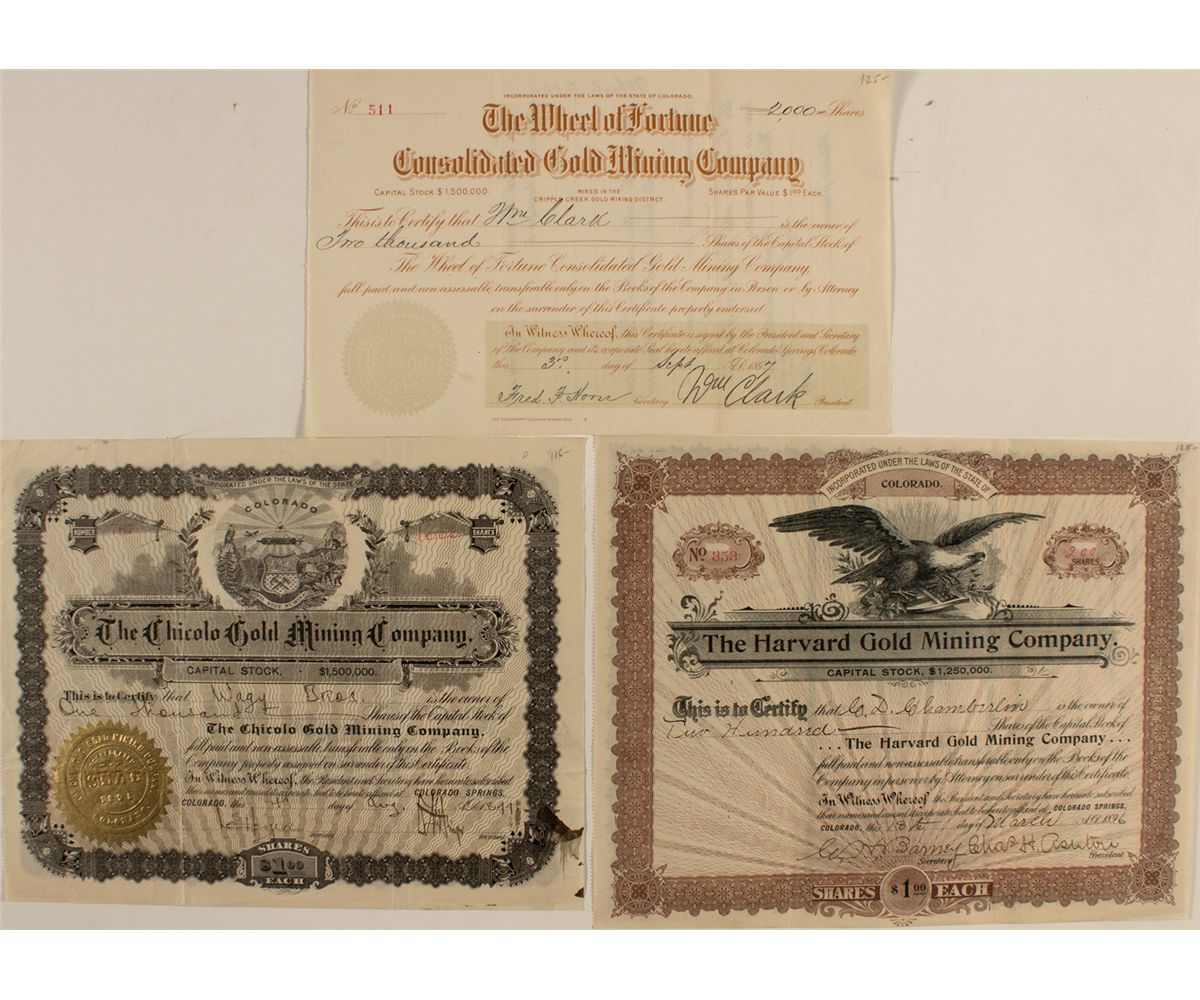 125-
INCORPORATED UNDER THE LAWS OF THE STATE OF COLORADO.
No 511
2,000 Shares
The Wheel of Fortune
Consolidated Gold Mining Company
CAPITAL STOCK $1,500,000.
MINES IN THE
CRIPPLE CREEK GOLD MINING DISTRCT.
SHARES PAR VALUE $1.00 EACH.
This is to Certify that Wm Clark is the owner of
Two thousand Shares of the Capital Stock of
The Wheel of Fortune Consolidated Gold Mining Company,
full paid and non assessable, transferable only on the Books of the Company in Person or by Attorney
on the surrender of this Certificate properly endorsed.
In Witness Whereof, this Certificate is signed by the President and Secretary
of the Company and its corporate Seal hereto affixed, at Colorado Springs, Colorado,
this 3rd day of Sept A.D. 1897
Fred. F. Horn Secretary. Wm Clark President.
INCORPORATED UNDER THE LAWS OF THE STATE OF
COLORADO
NUMBER 767
1000 SHARES
The Chicolo Gold Mining Company.
CAPITAL STOCK, - $1,500,000.
This is to Certify that Wagy Bros. is the owner of
One thousand Shares of the Capital Stock of
The Chicolo Gold Mining Company,
full paid and non assessable, transferable only on the Books of the
Company properly assigned on surrender of this Certificate.
In Witness Whereof, the President and Secretary have hereunto subscribed
their names and caused its corporate seal to be hereto affixed at COLORADO SPRINGS,
COLORADO, this day of Aug. A.D. 1899
SEAL
SHARES
$1.00
EACH
125-
INCORPORATED UNDER THE LAWS OF THE STATE OF
COLORADO.
No 353
200
SHARES.
The Harvard Gold Mining Company.
CAPITAL STOCK, $1,250,000.
This is to Certify that C. D. Chamberlin is the owner of
Two Hundred Shares of the Capital Stock of
... The Harvard Gold Mining Company ...
full paid and non assessable transferable only on the Books of the
Company in person or by Attorney on surrender of this Certificate.
In Witness Whereof, the President and Secretary have hereunto subscribed
their names and caused its corporate seal to be hereto affixed at COLORADO SPRINGS,
COLORADO, this 13th day of March A.D. 1896
Barney Secretary Chas. H. Ashton President
SHARES $1.00 EACH